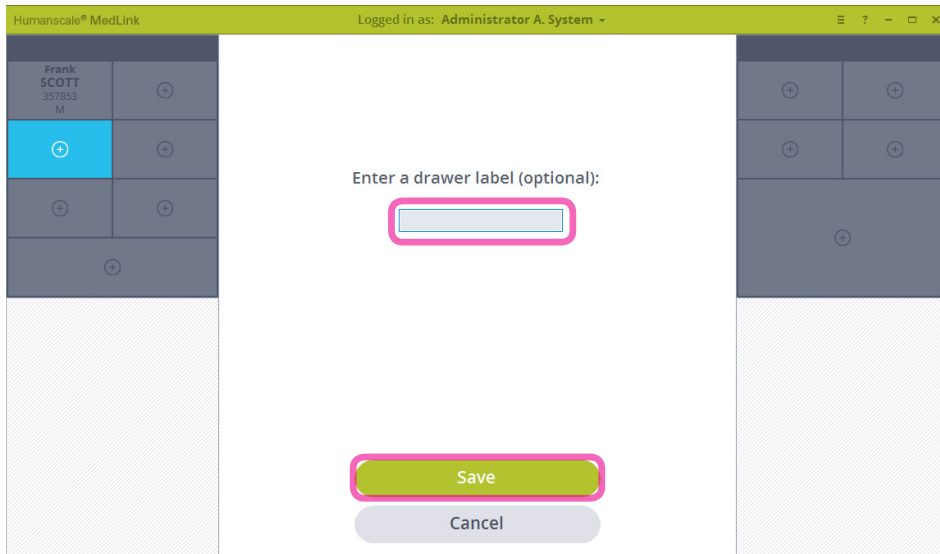 Humanscale® MedLink
Logged in as: Administrator A. System
Frank
SCOTT
357853
M
Enter a drawer label (optional):
Save
Cancel